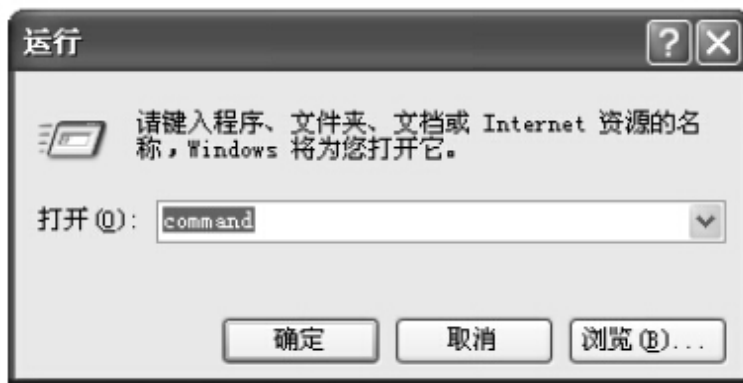 运行
请键入程序、文件夹、文档或 Internet 资源的名
称,Windows 将为您打开它。
打开(O): command
确定 取消 浏览(B)...